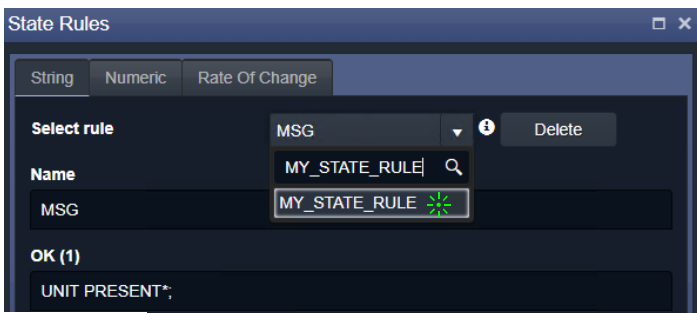 State Rules
String Numeric Rate Of Change
Select rule MSG Delete
MY_STATE_RULE
Name
MY_STATE_RULE
MSG
OK (1)
UNIT PRESENT*;